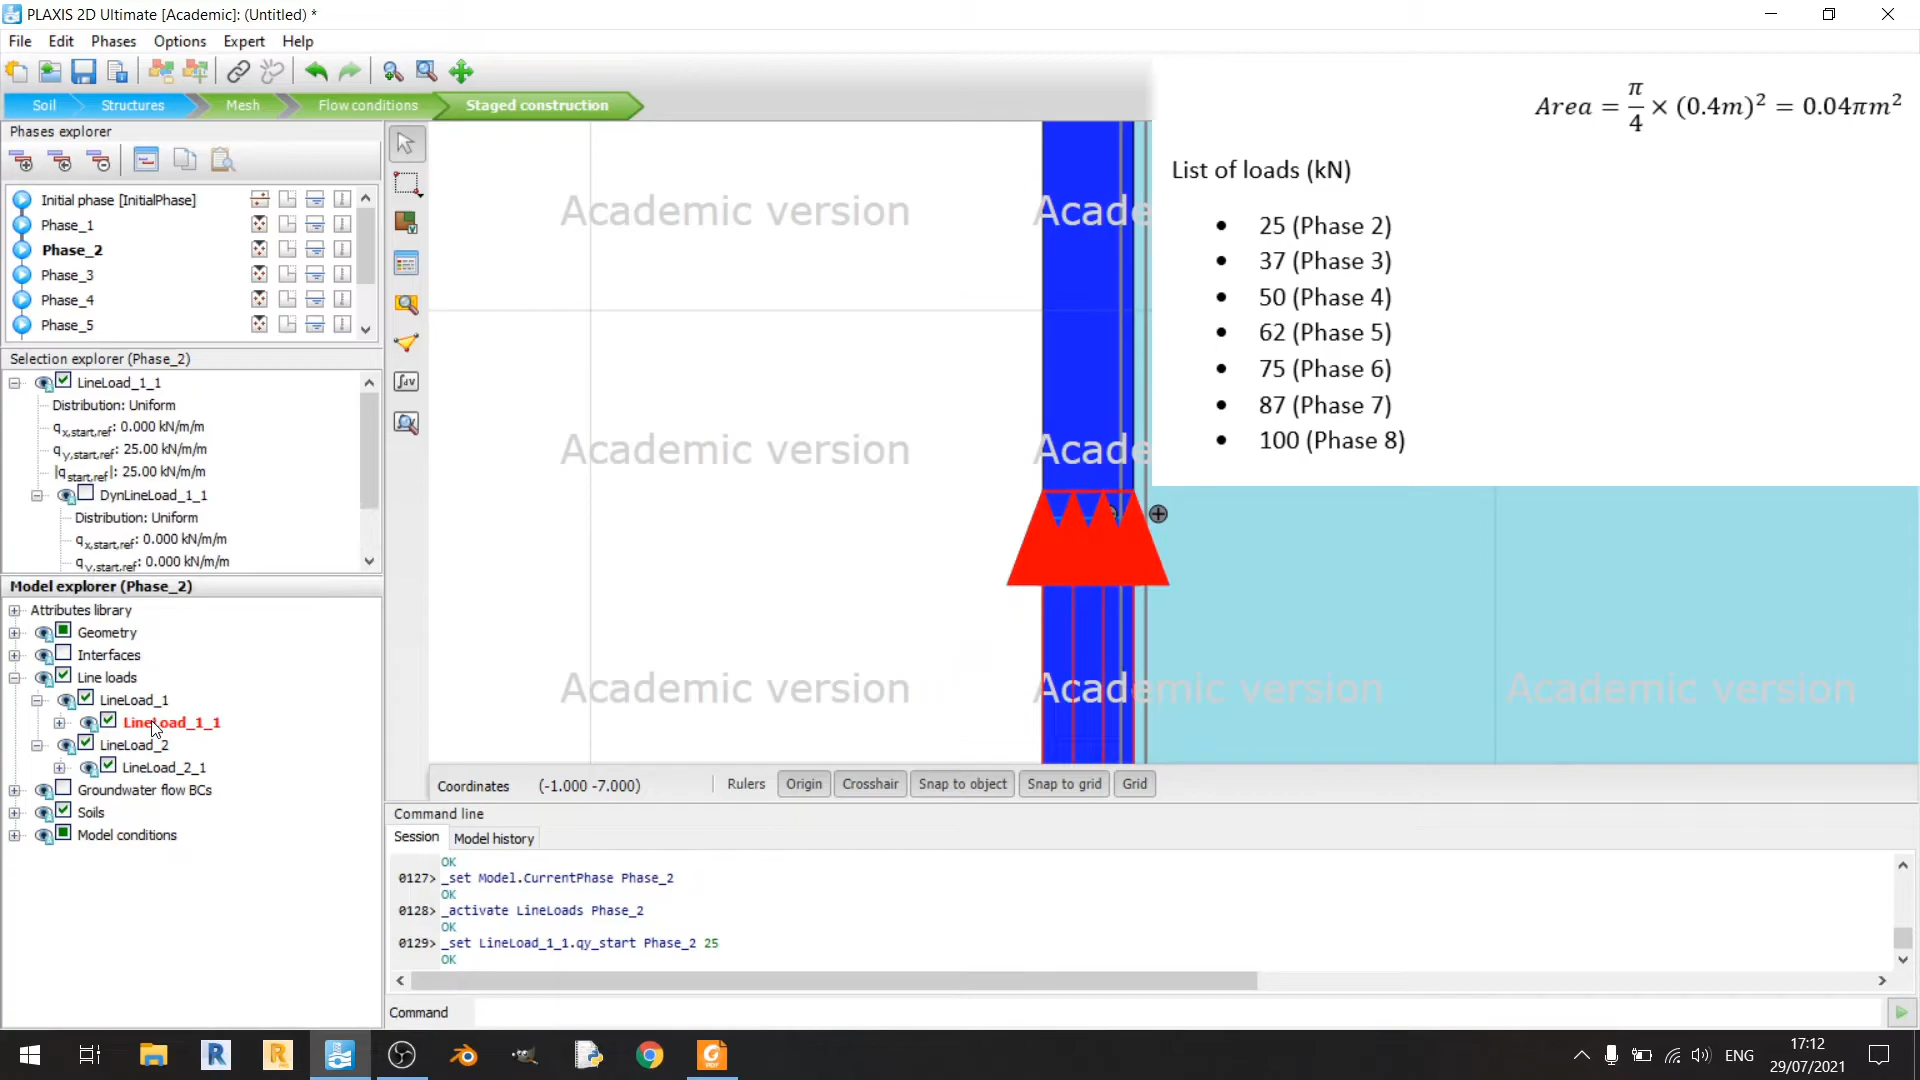 PLAXIS 2D Ultimate [Academic]: (Untitled) *
File Edit Phases Options Expert Help
Soil Structures Mesh Flow conditions Staged construction
Phases explorer
Initial phase [InitialPhase]
Phase_1
Phase_2
Phase_3
Phase_4
Phase_5
Selection explorer (Phase_2)
LineLoad_1_1
Distribution: Uniform
qx,start,ref: 0.000 kN/m/m
qy,start,ref: 25.00 kN/m/m
|qstart,ref|: 25.00 kN/m/m
DynLineLoad_1_1
Distribution: Uniform
qx,start,ref: 0.000 kN/m/m
qy,start,ref: 0.000 kN/m/m
Model explorer (Phase_2)
Attributes library
Geometry
Interfaces
Line loads
LineLoad_1
LineLoad_1_1
LineLoad_2
LineLoad_2_1
Groundwater flow BCs
Soils
Model conditions
Academic version Acade
Academic version Acade
Academic version Academic version Academic version
Area = π/4 × (0.4m)² = 0.04πm²
List of loads (kN)
• 25 (Phase 2)
• 37 (Phase 3)
• 50 (Phase 4)
• 62 (Phase 5)
• 75 (Phase 6)
• 87 (Phase 7)
• 100 (Phase 8)
Coordinates (-1.000 -7.000) Rulers Origin Crosshair Snap to object Snap to grid Grid
Command line
Session Model history
OK
0127> _set Model.CurrentPhase Phase_2
OK
0128> _activate LineLoads Phase_2
OK
0129> _set LineLoad_1_1.qy_start Phase_2 25
OK
Command
ENG
17:12
29/07/2021